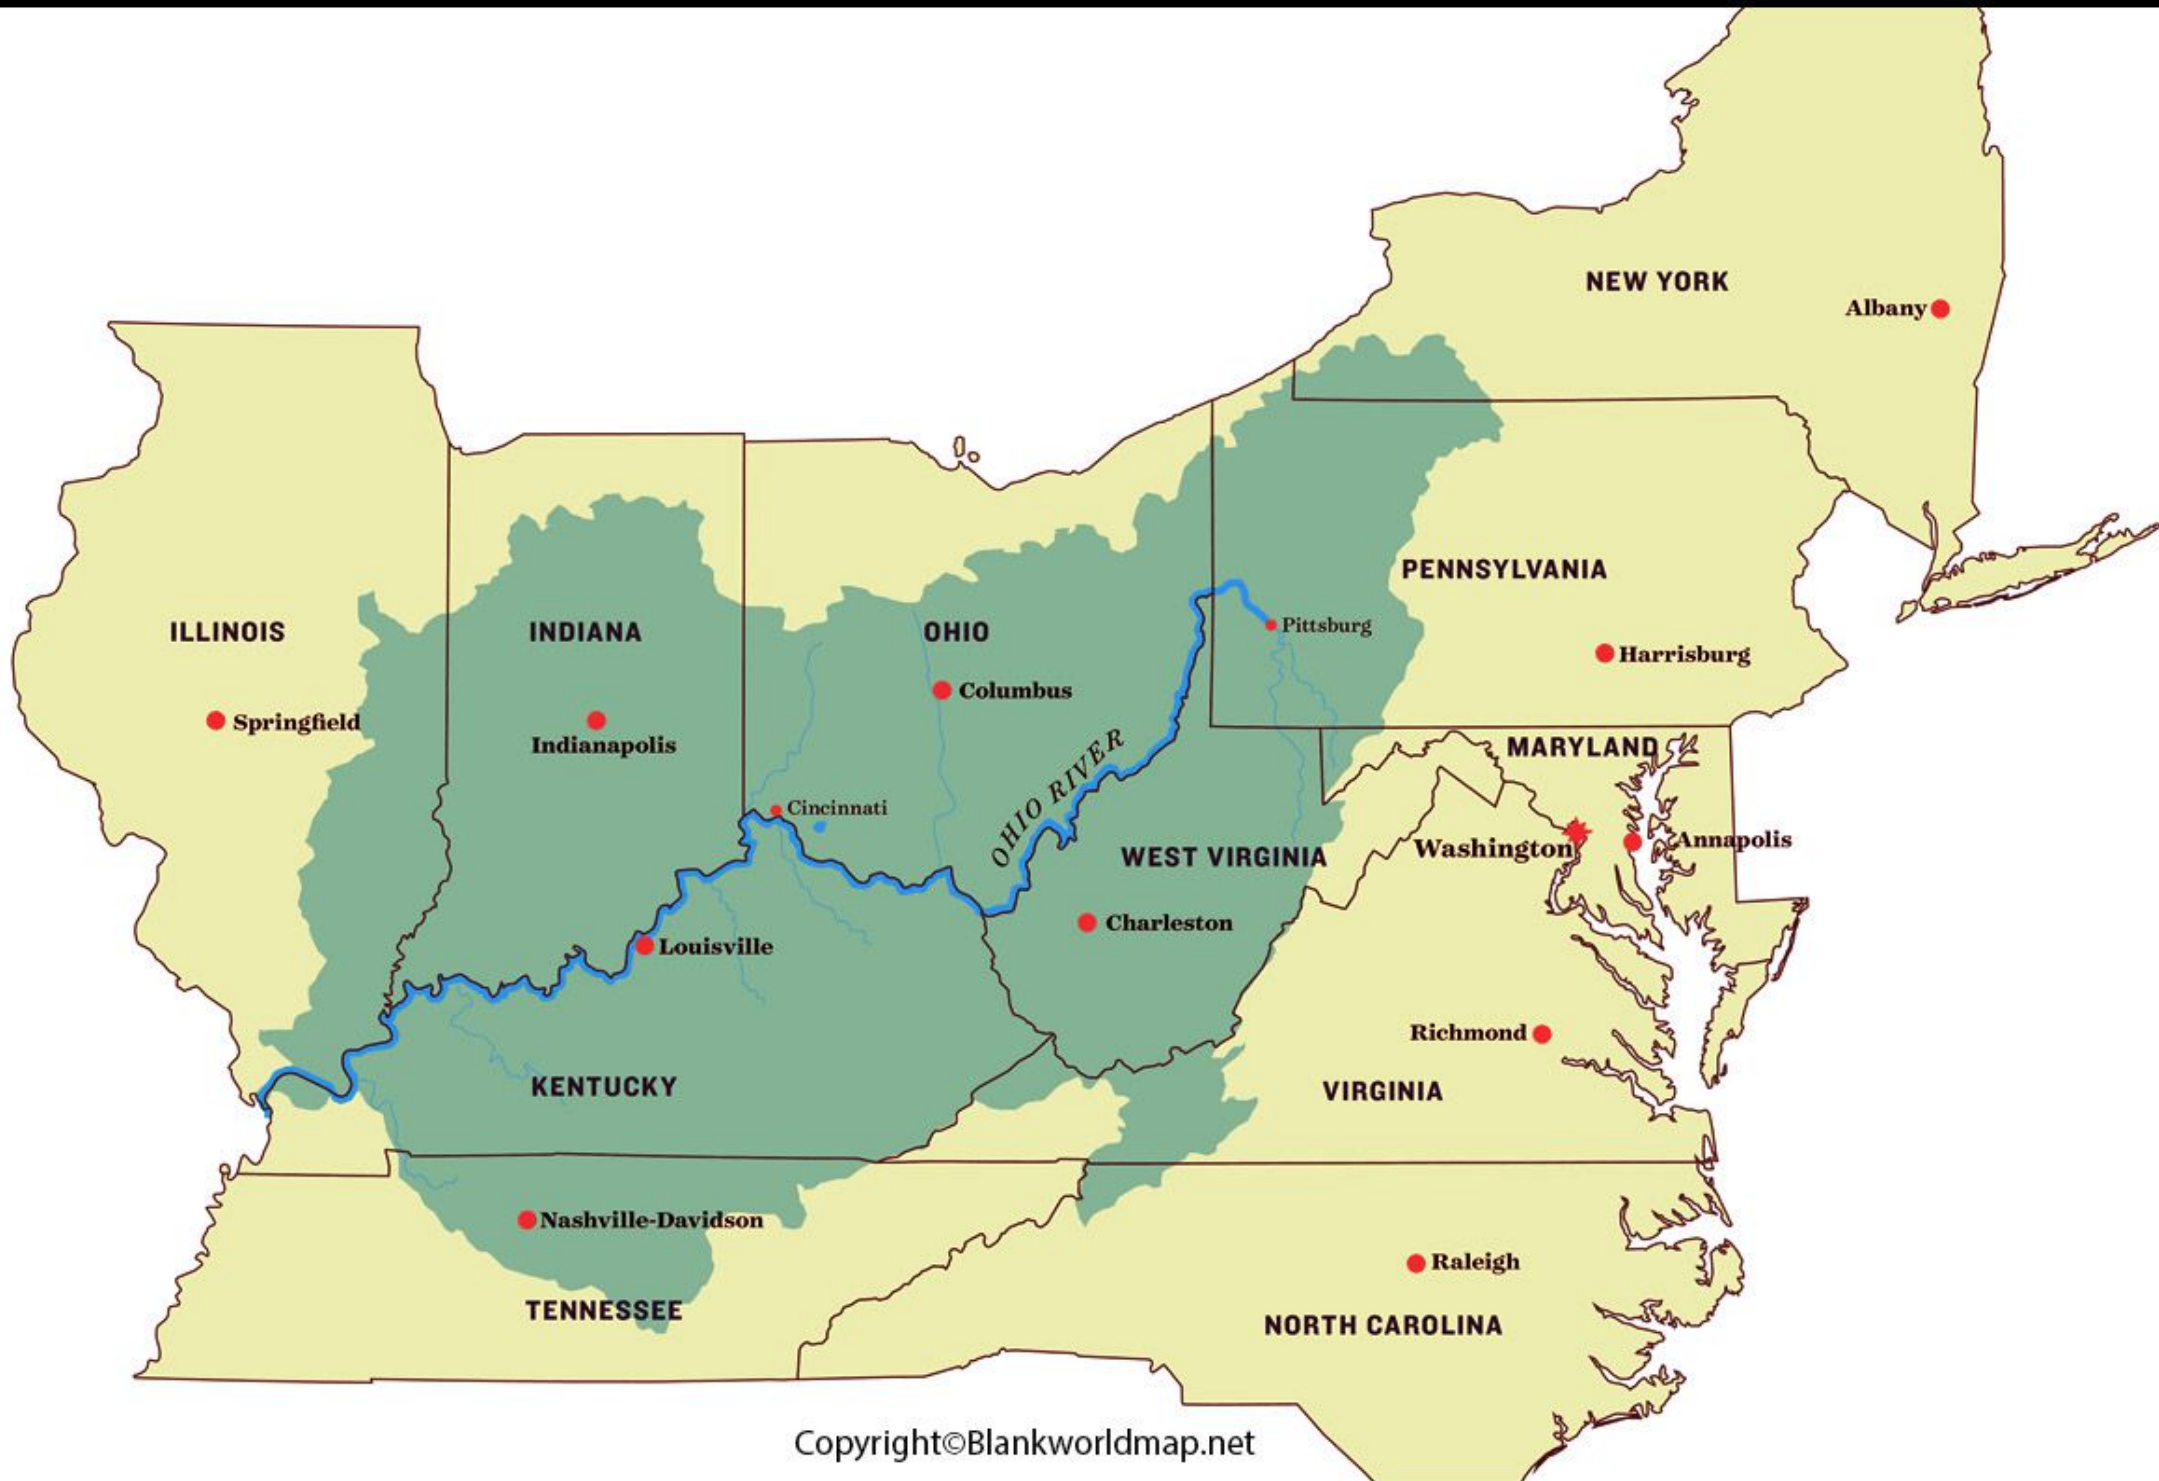 NEW YORK
Albany
PENNSYLVANIA
ILLINOIS
INDIANA
OHIO
Pittsburg
Harrisburg
Columbus
Springfield
Indianapolis
MARYLAND
OHIO RIVER
Cincinnati
Washington
Annapolis
WEST VIRGINIA
Charleston
Louisville
Richmond
KENTUCKY
VIRGINIA
Nashville-Davidson
Raleigh
TENNESSEE
NORTH CAROLINA
Copyright©Blankworldmap.net